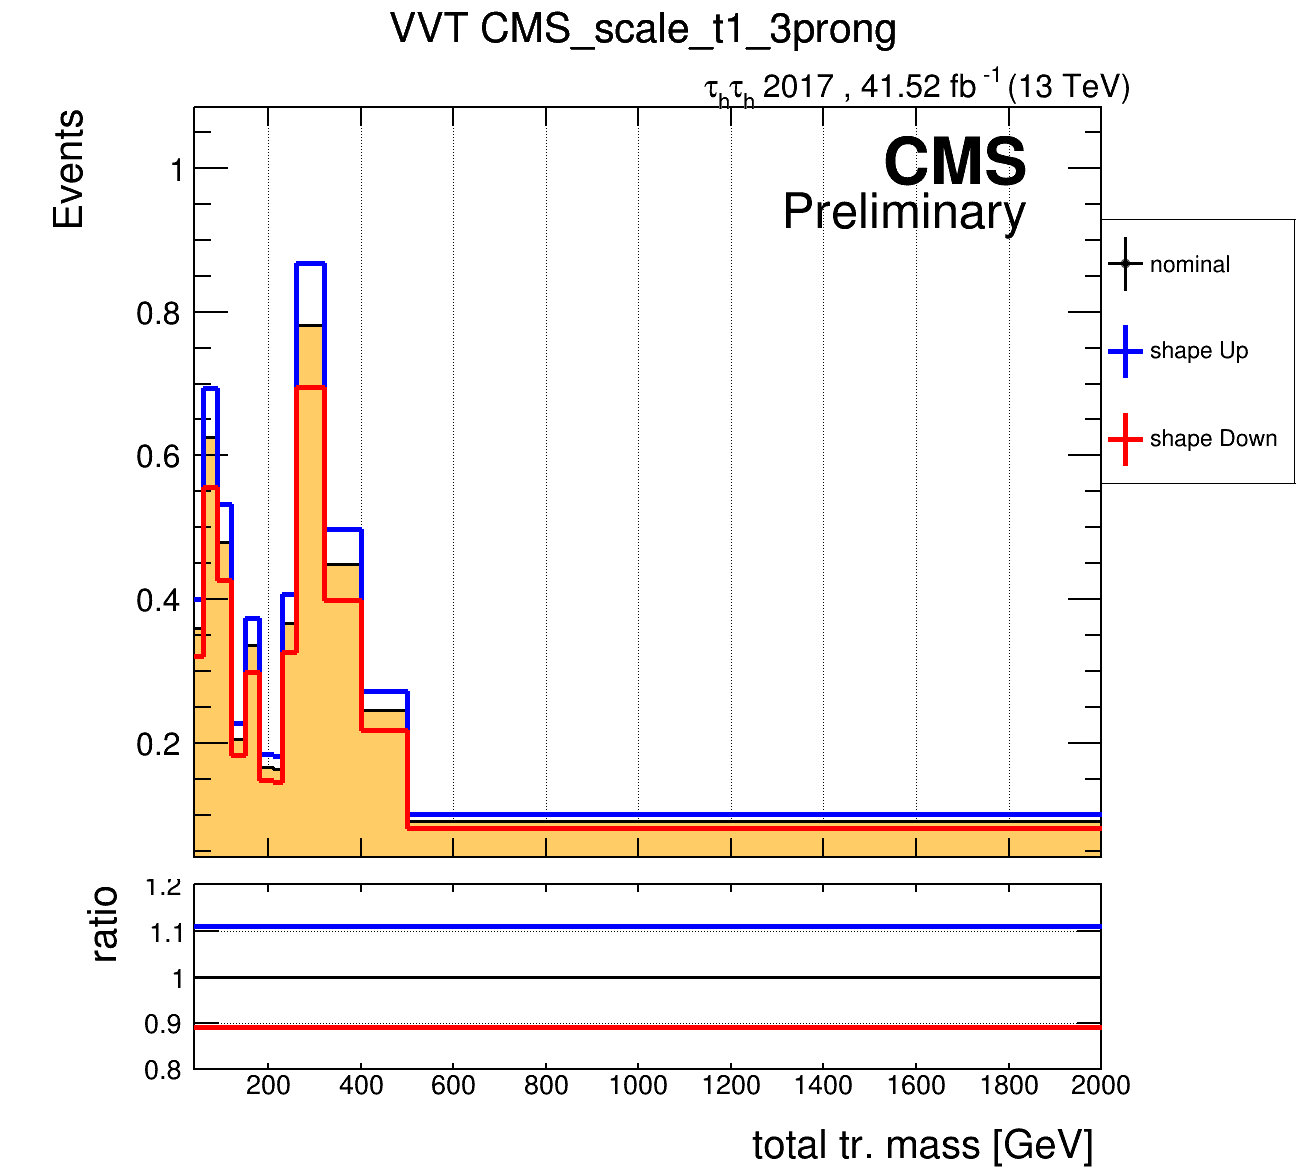 VVT CMS_scale_t1_3prong
τhτh 2017 , 41.52 fb-1 (13 TeV)
Events
CMS
Preliminary
1
0.8
0.6
0.4
0.2
nominal
shape Up
shape Down
ratio
1.2
1.1
1
0.9
0.8
200 400 600 800 1000 1200 1400 1600 1800 2000
total tr. mass [GeV]